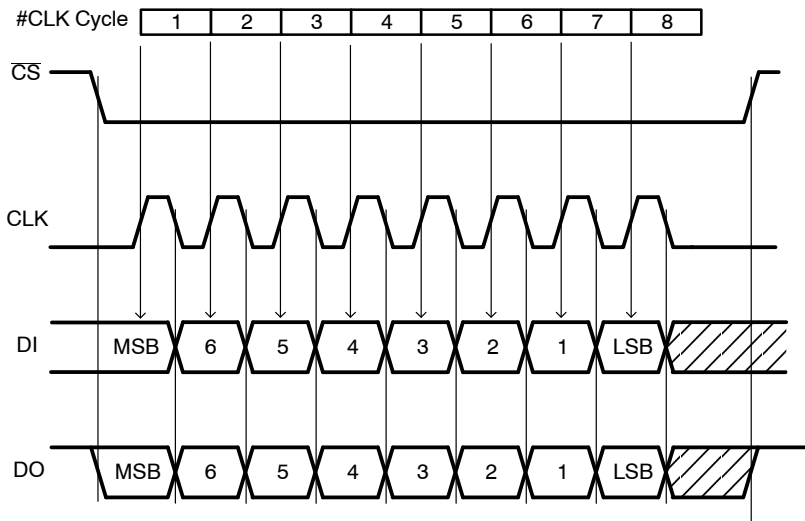 #CLK Cycle 1 2 3 4 5 6 7 8
CS
CLK
DI MSB 6 5 4 3 2 1 LSB
DO MSB 6 5 4 3 2 1 LSB